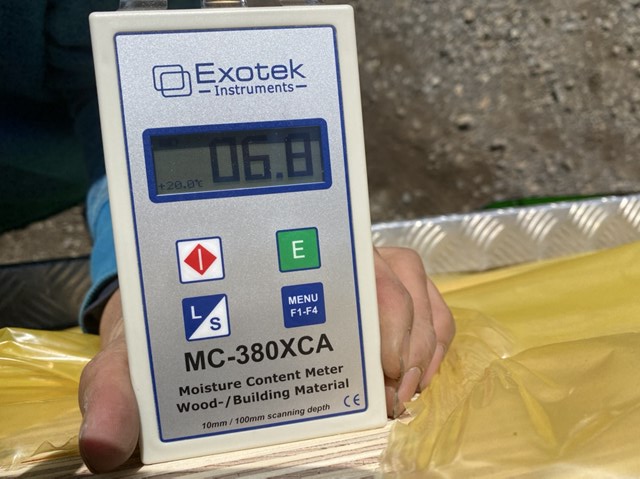 Exotek
Instruments
06.8
+20.0°C
E
L
S
MENU
F1-F4
MC-380XCA
Moisture Content Meter
Wood-/Building Material
10mm / 100mm scanning depth
CE